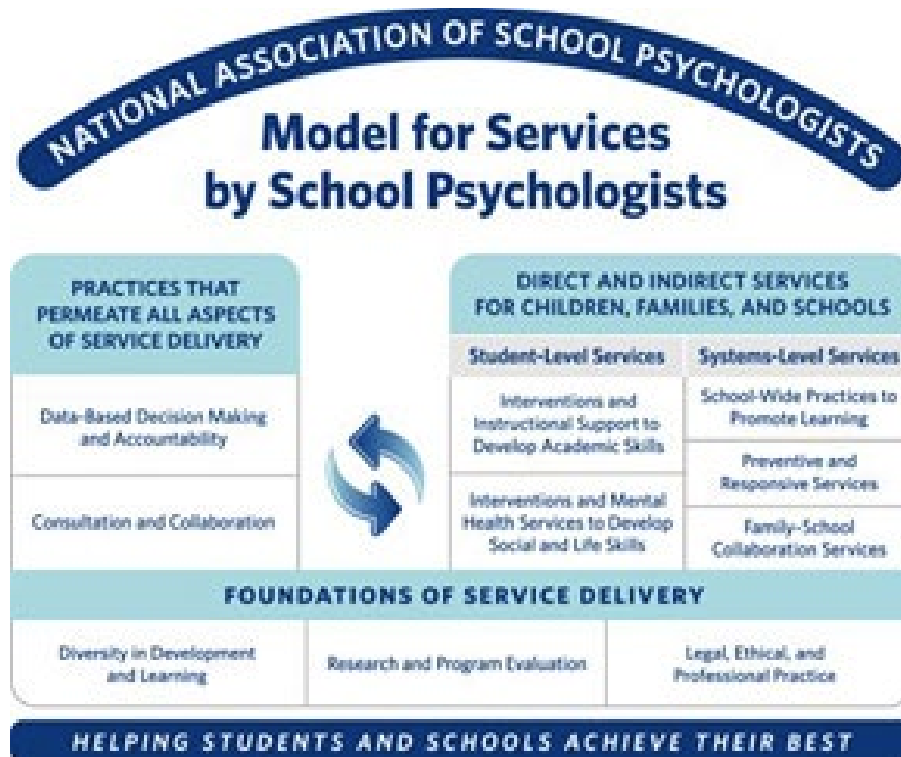 NATIONAL ASSOCIATION OF SCHOOL PSYCHOLOGISTS
Model for Services
by School Psychologists
PRACTICES THAT
PERMEATE ALL ASPECTS
OF SERVICE DELIVERY
Data-Based Decision Making
and Accountability
Consultation and Collaboration
DIRECT AND INDIRECT SERVICES
FOR CHILDREN, FAMILIES, AND SCHOOLS
Student-Level Services
Interventions and
Instructional Support to
Develop Academic Skills
Interventions and Mental
Health Services to Develop
Social and Life Skills
Systems-Level Services
School-Wide Practices to
Promote Learning
Preventive and
Responsive Services
Family–School
Collaboration Services
FOUNDATIONS OF SERVICE DELIVERY
Diversity in Development
and Learning
Research and Program Evaluation
Legal, Ethical, and
Professional Practice
HELPING STUDENTS AND SCHOOLS ACHIEVE THEIR BEST